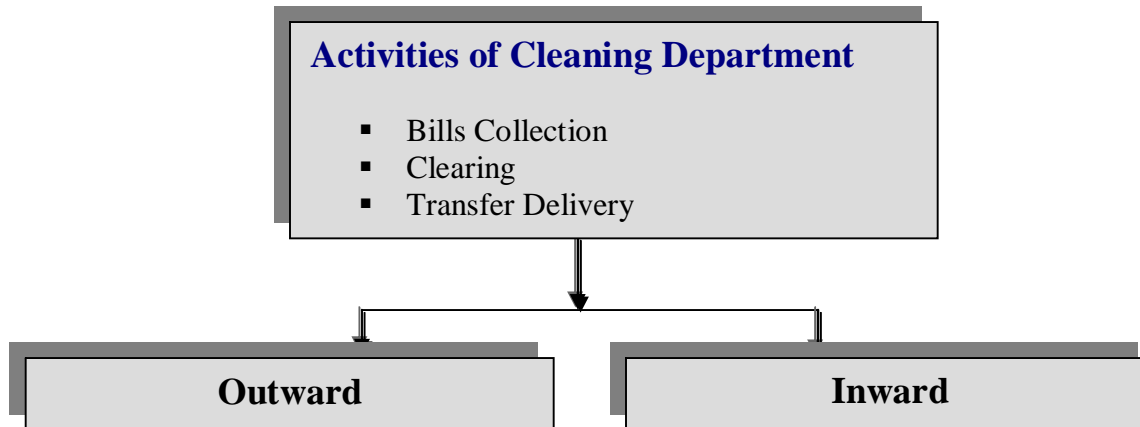 Activities of Cleaning Department
▪ Bills Collection
▪ Clearing
▪ Transfer Delivery
Outward
Inward